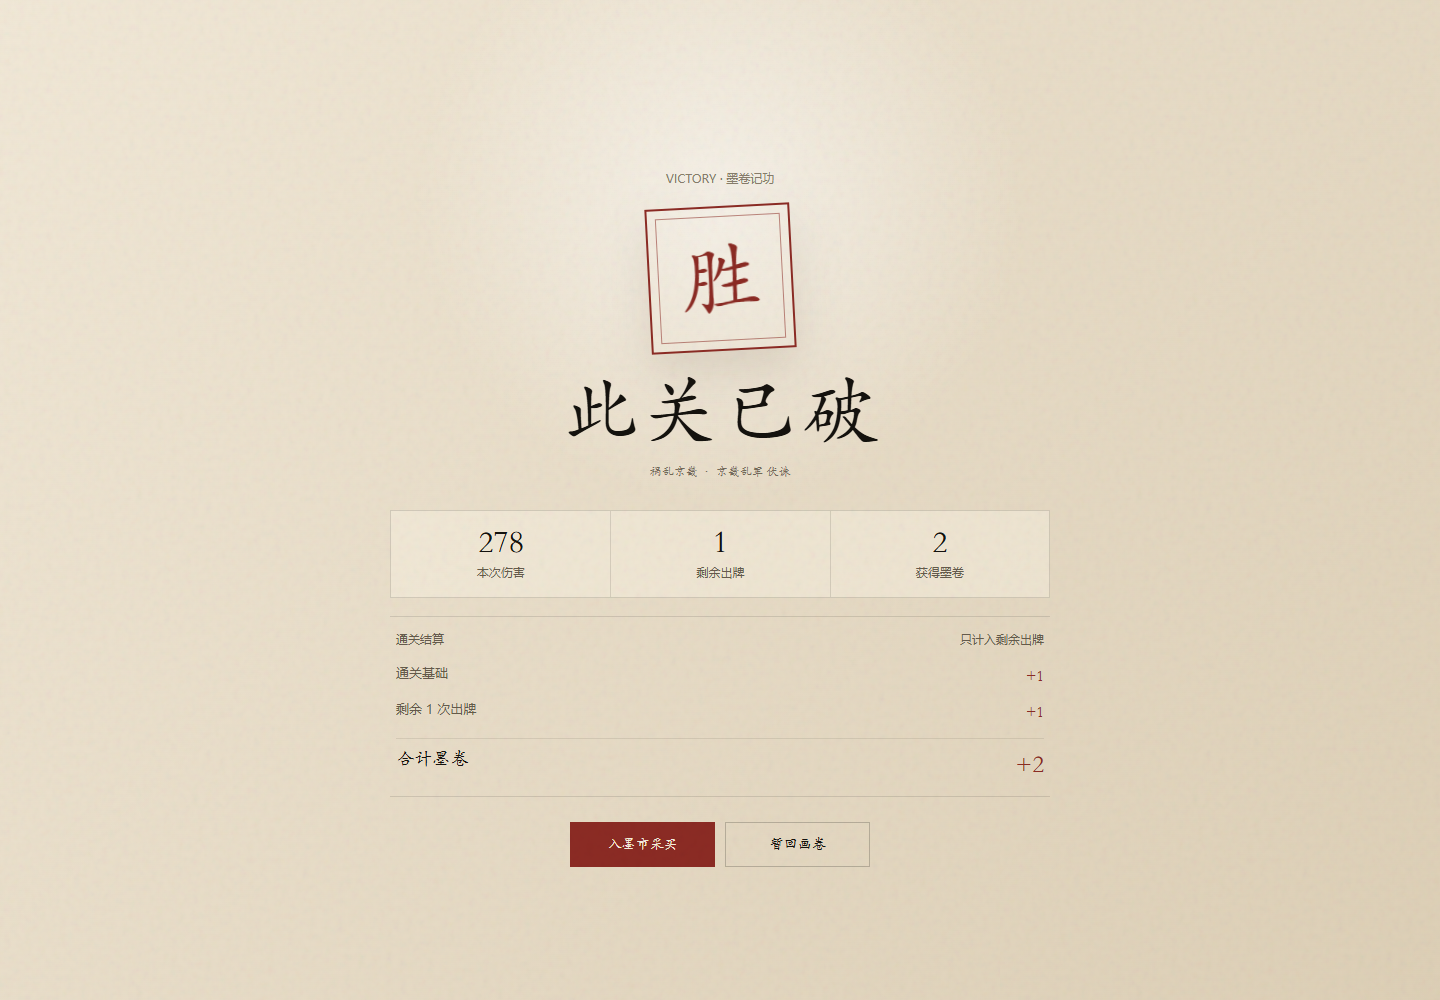 VICTORY · 墨卷记功
胜
此关已破
祸乱京畿 · 京畿乱军伏诛
278 1 2
本次伤害 剩余出牌 获得墨卷
通关结算 只计入剩余出牌
通关基础 +1
剩余 1 次出牌 +1
合计墨卷 +2
入墨市采买 暂回画卷